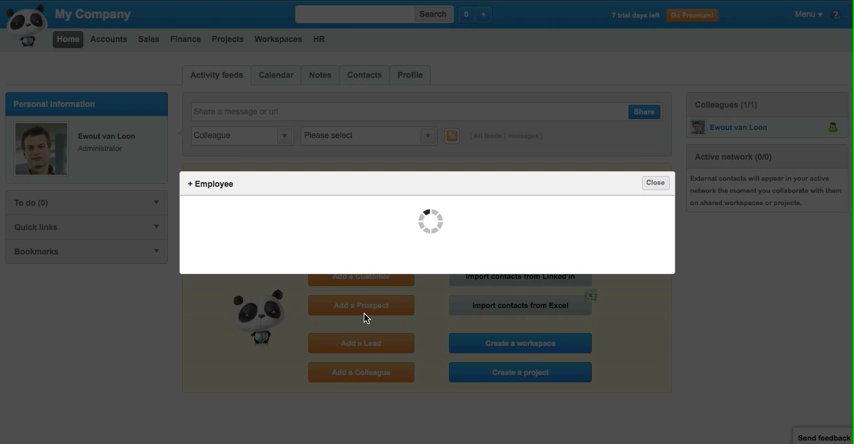 My Company
Search
0 +
7 trial days left
Go Premium!
Menu
?
Home Accounts Sales Finance Projects Workspaces HR
Activity feeds Calendar Notes Contacts Profile
Personal information
Ewout van Loon
Administrator
To do (0)
Quick links
Bookmarks
Share a message or url
Share
Colleague
Please select
| All feeds | messages |
+ Employee
Close
Add a Customer
Import contacts from Linked'in
Add a Prospect
Import contacts from Excel
Add a Lead
Create a workspace
Add a Colleague
Create a project
Colleagues (1/1)
Ewout van Loon
Active network (0/0)
External contacts will appear in your active
network the moment you collaborate with them
on shared workspaces or projects.
Send feedback